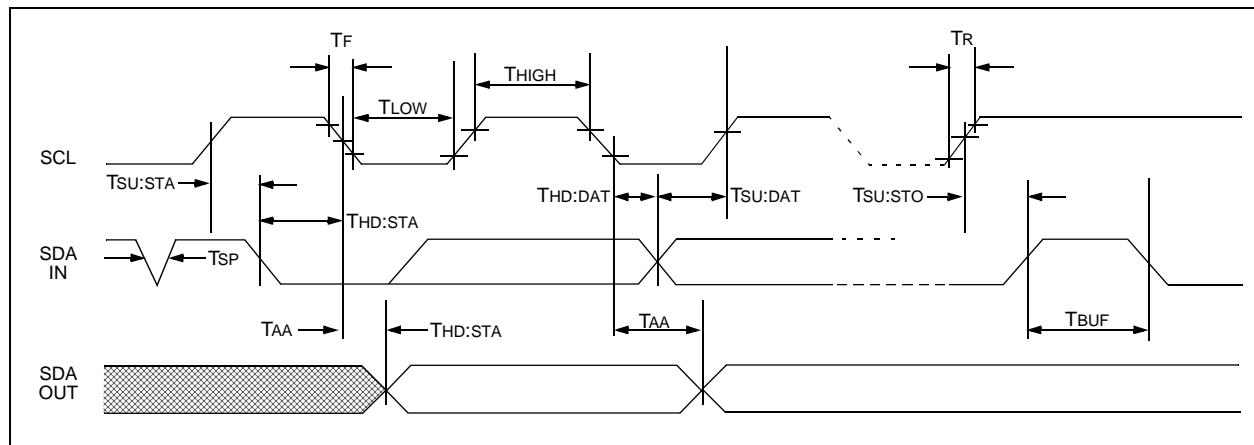 TF
TR
THIGH
TLOW
SCL
TSU:STA
THD:DAT
TSU:DAT
TSU:STO
THD:STA
SDA
IN
TSP
TAA
THD:STA
TAA
TBUF
SDA
OUT